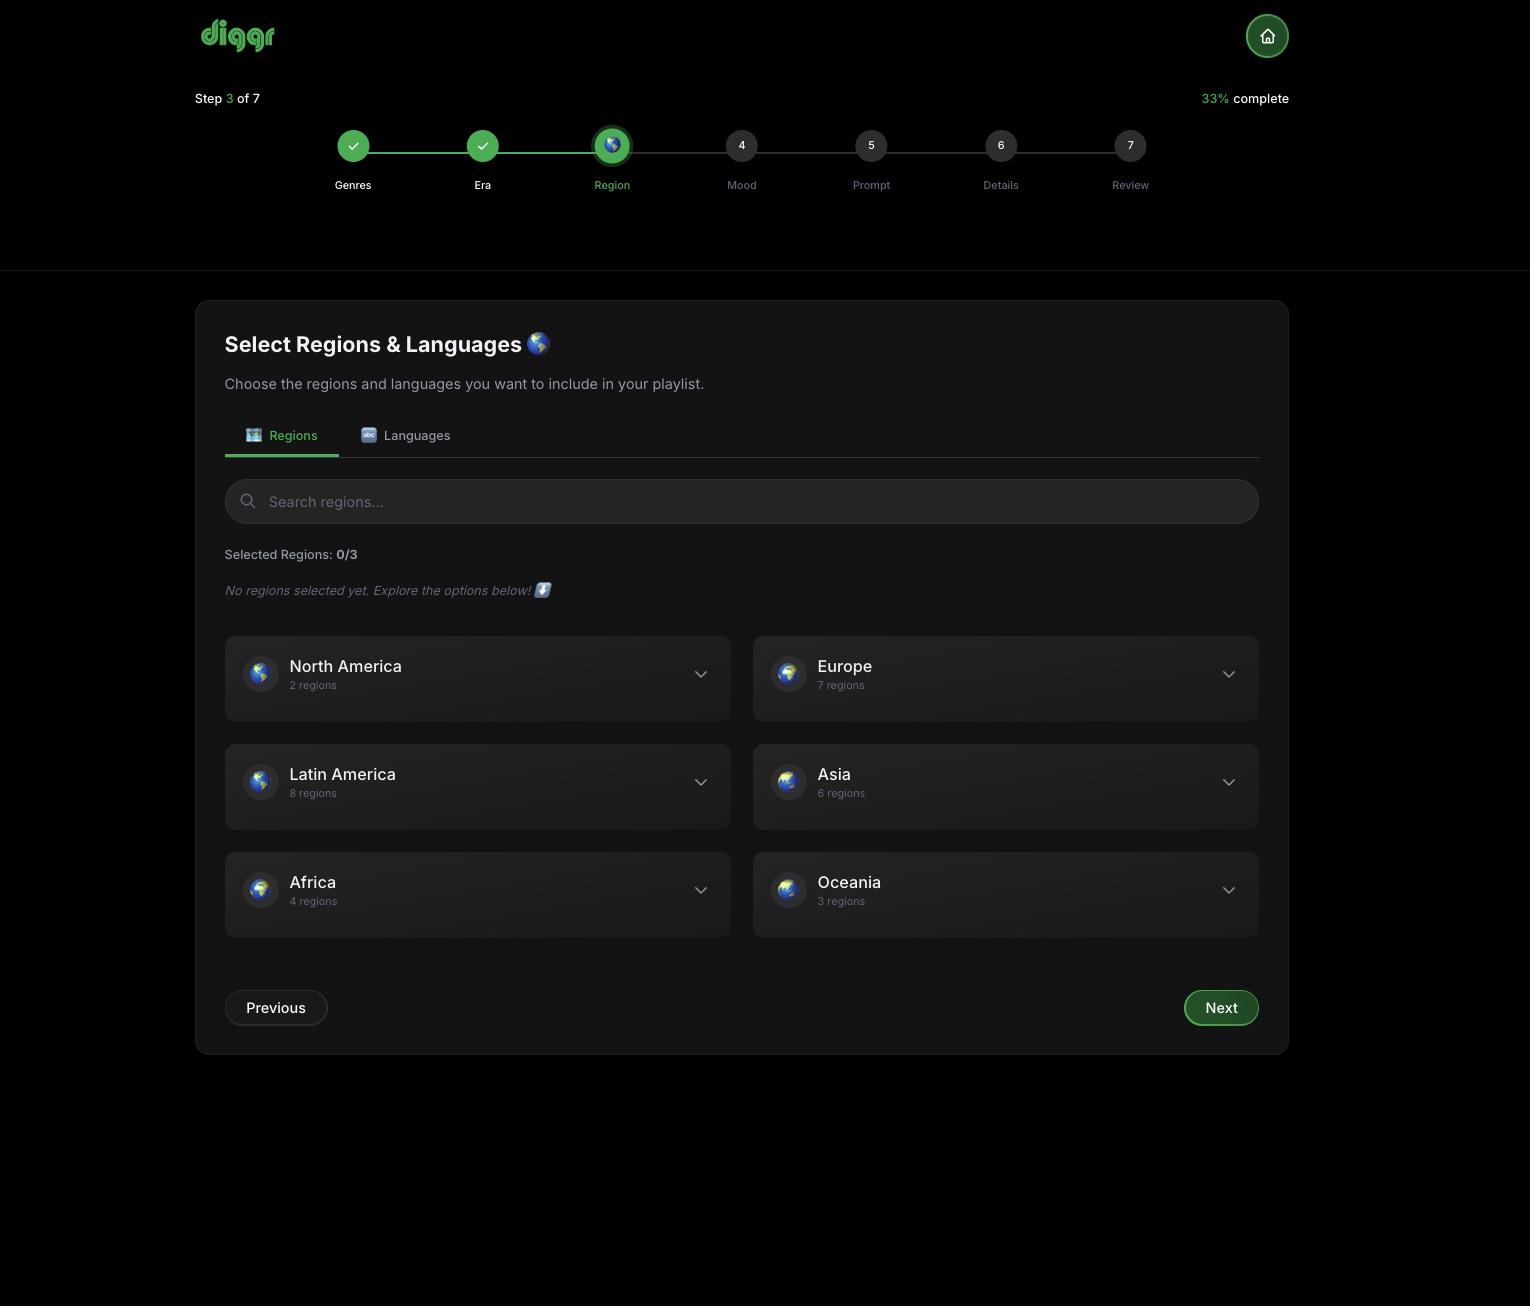 diggr
Step 3 of 7
33% complete
4
5
6
7
Genres
Era
Region
Mood
Prompt
Details
Review
Select Regions & Languages
Choose the regions and languages you want to include in your playlist.
Regions
abc Languages
Search regions...
Selected Regions: 0/3
No regions selected yet. Explore the options below!
North America
2 regions
Europe
7 regions
Latin America
8 regions
Asia
6 regions
Africa
4 regions
Oceania
3 regions
Previous
Next